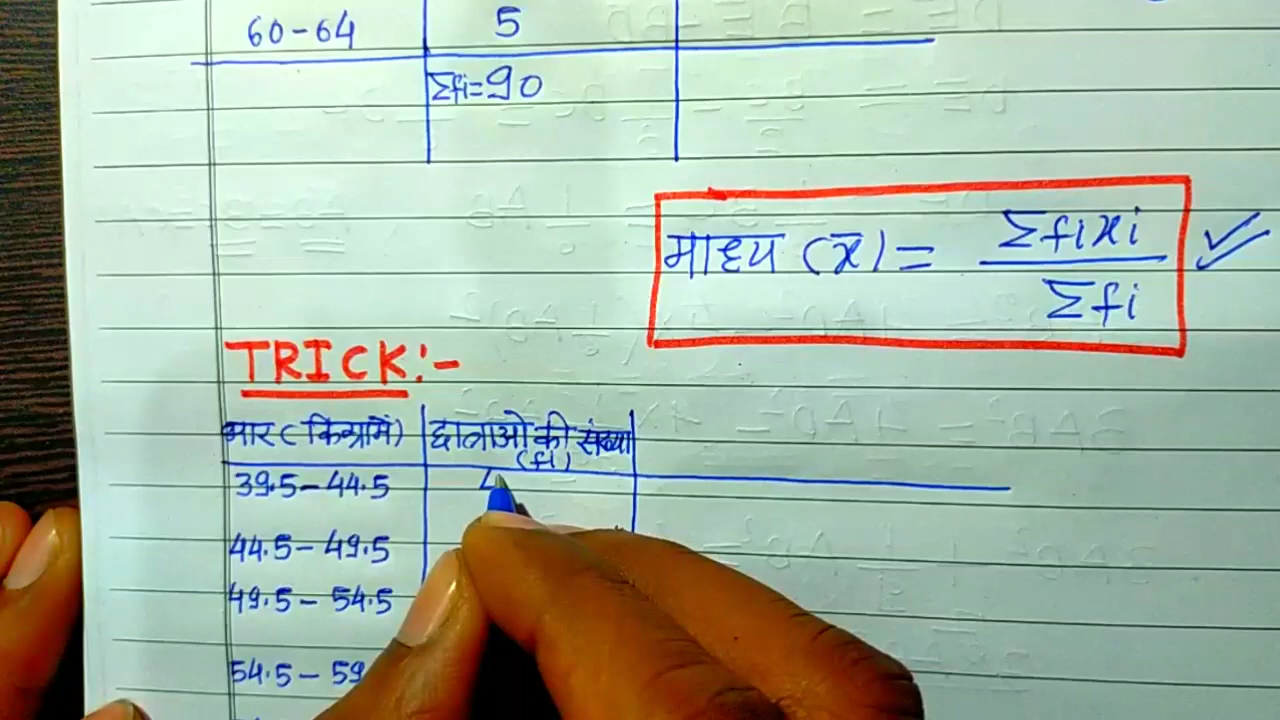 60-64 5
Σfi=90
माध्य (x̄) = Σfixi
Σfi
TRICK:-
भार (किग्रा में) छात्राओं की संख्या
(fi)
39.5-44.5
44.5-49.5
49.5-54.5
54.5-59